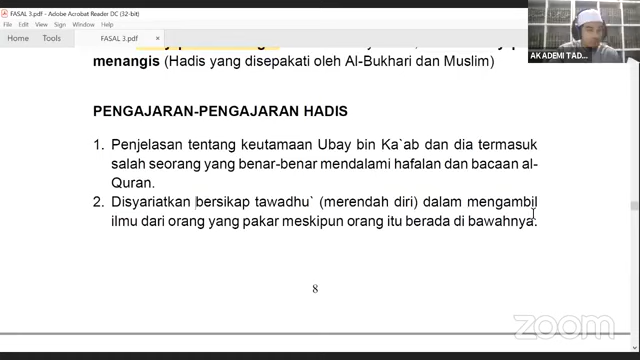 FASAL 3.pdf - Adobe Acrobat Reader DC (32-bit)
File Edit View Sign Window Help
Home Tools FASAL 3.pdf ×
menangis (Hadis yang disepakati oleh Al-Bukhari dan Muslim)
AKADEMI TAD...
PENGAJARAN-PENGAJARAN HADIS
1. Penjelasan tentang keutamaan Ubay bin Ka`ab dan dia termasuk
salah seorang yang benar-benar mendalami hafalan dan bacaan al-
Quran.
2. Disyariatkan bersikap tawadhu` (merendah diri) dalam mengambil
ilmu dari orang yang pakar meskipun orang itu berada di bawahnya.
8
zoom